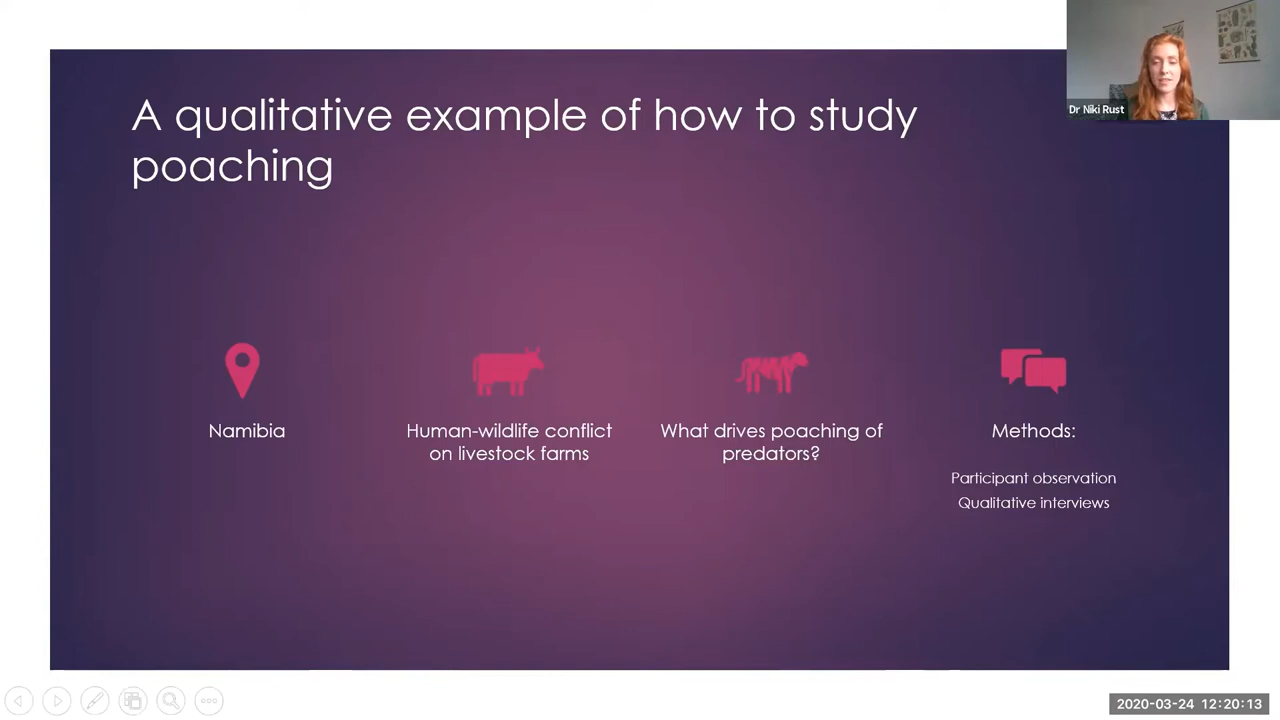 Dr Niki Rust
A qualitative example of how to study
poaching
Namibia
Human-wildlife conflict
on livestock farms
What drives poaching of
predators?
Methods:
Participant observation
Qualitative interviews
2020-03-24 12:20:13